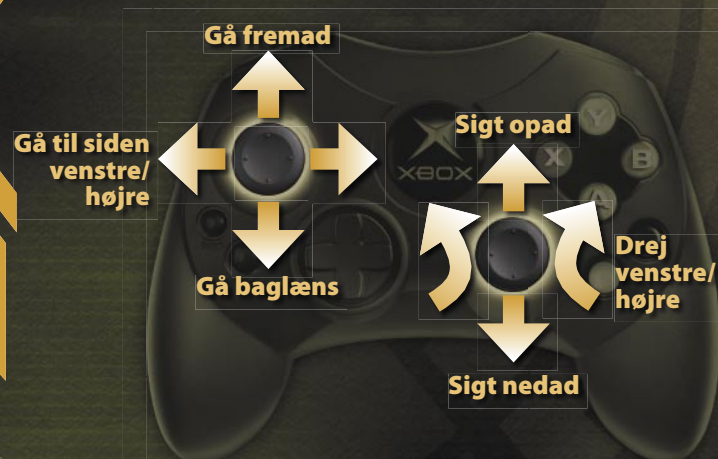 Gå fremad
Gå til siden
venstre/
højre
Gå baglæns
XBOX
Sigt opad
Y
X
B
A
Drej
venstre/
højre
Sigt nedad